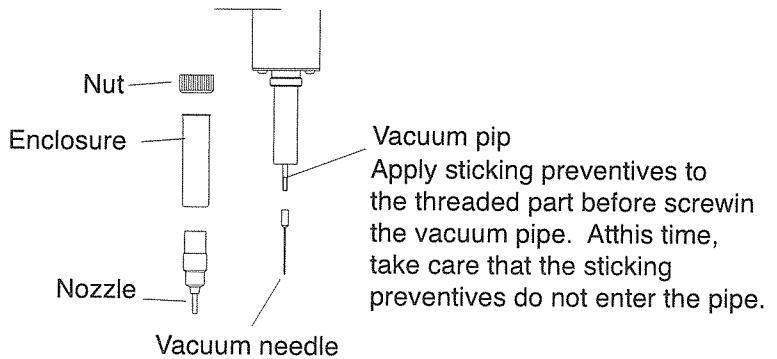 Nut
Enclosure
Vacuum pip
Apply sticking preventives to
the threaded part before screwin
the vacuum pipe. Atthis time,
take care that the sticking
preventives do not enter the pipe.
Nozzle
Vacuum needle